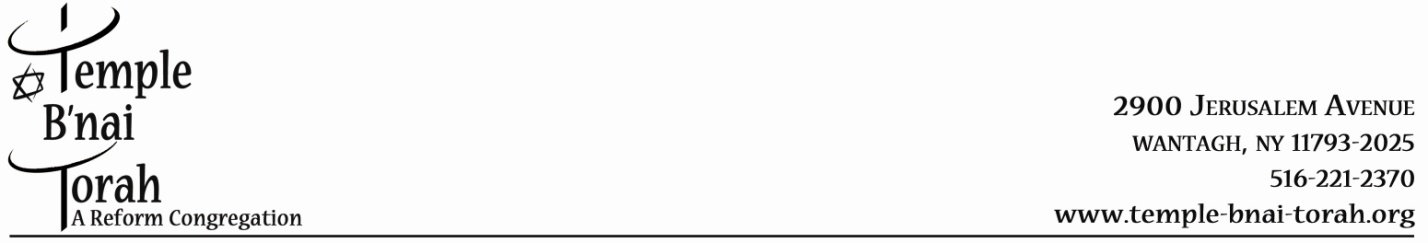 Temple
B'nai
Torah
A Reform Congregation
2900 Jerusalem Avenue
Wantagh, NY 11793-2025
516-221-2370
www.temple-bnai-torah.org